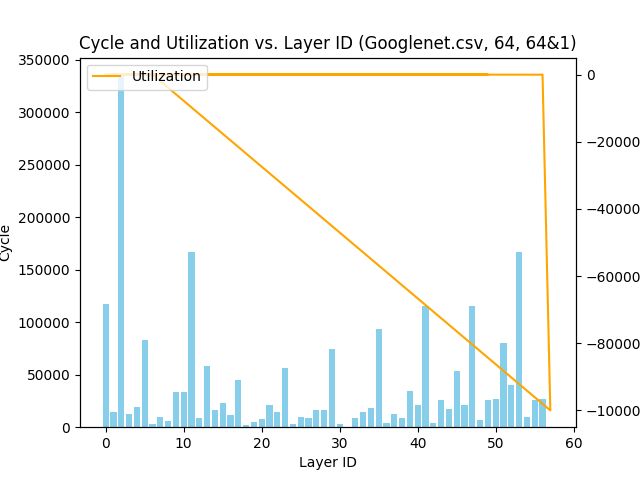 Cycle and Utilization vs. Layer ID (Googlenet.csv, 64, 64&1)
Utilization
350000
300000
250000
200000
150000
100000
50000
0
Cycle
0
−20000
−40000
−60000
−80000
−100000
0 10 20 30 40 50 60
Layer ID